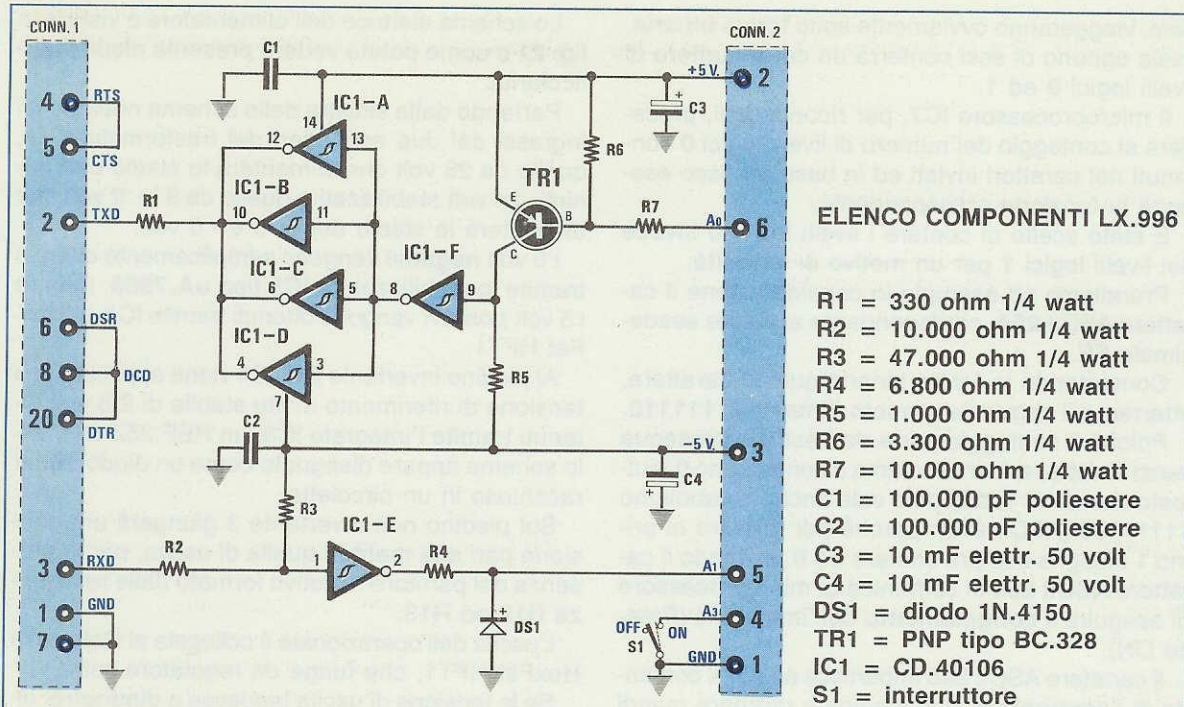 CONN. 1
CONN. 2
C1
+5 V.
2
4
RTS
5
CTS
IC1-A
14
12
13
C3
R6
IC1-B
10
11
TR1
E
B
C
2
TXD
R1
R7
A0
6
IC1-C
6
5
IC1-F
8
9
6
DSR
8
DCD
20
DTR
IC1-D
4
3
7
R5
C2
-5 V.
3
C4
R3
IC1-E
3
RXD
R2
1
2
R4
A1
5
DS1
A3
4
OFF
ON
S1
1
GND
7
GND
1
ELENCO COMPONENTI LX.996
R1 = 330 ohm 1/4 watt
R2 = 10.000 ohm 1/4 watt
R3 = 47.000 ohm 1/4 watt
R4 = 6.800 ohm 1/4 watt
R5 = 1.000 ohm 1/4 watt
R6 = 3.300 ohm 1/4 watt
R7 = 10.000 ohm 1/4 watt
C1 = 100.000 pF poliestere
C2 = 100.000 pF poliestere
C3 = 10 mF elettr. 50 volt
C4 = 10 mF elettr. 50 volt
DS1 = diodo 1N.4150
TR1 = PNP tipo BC.328
IC1 = CD.40106
S1 = interruttore